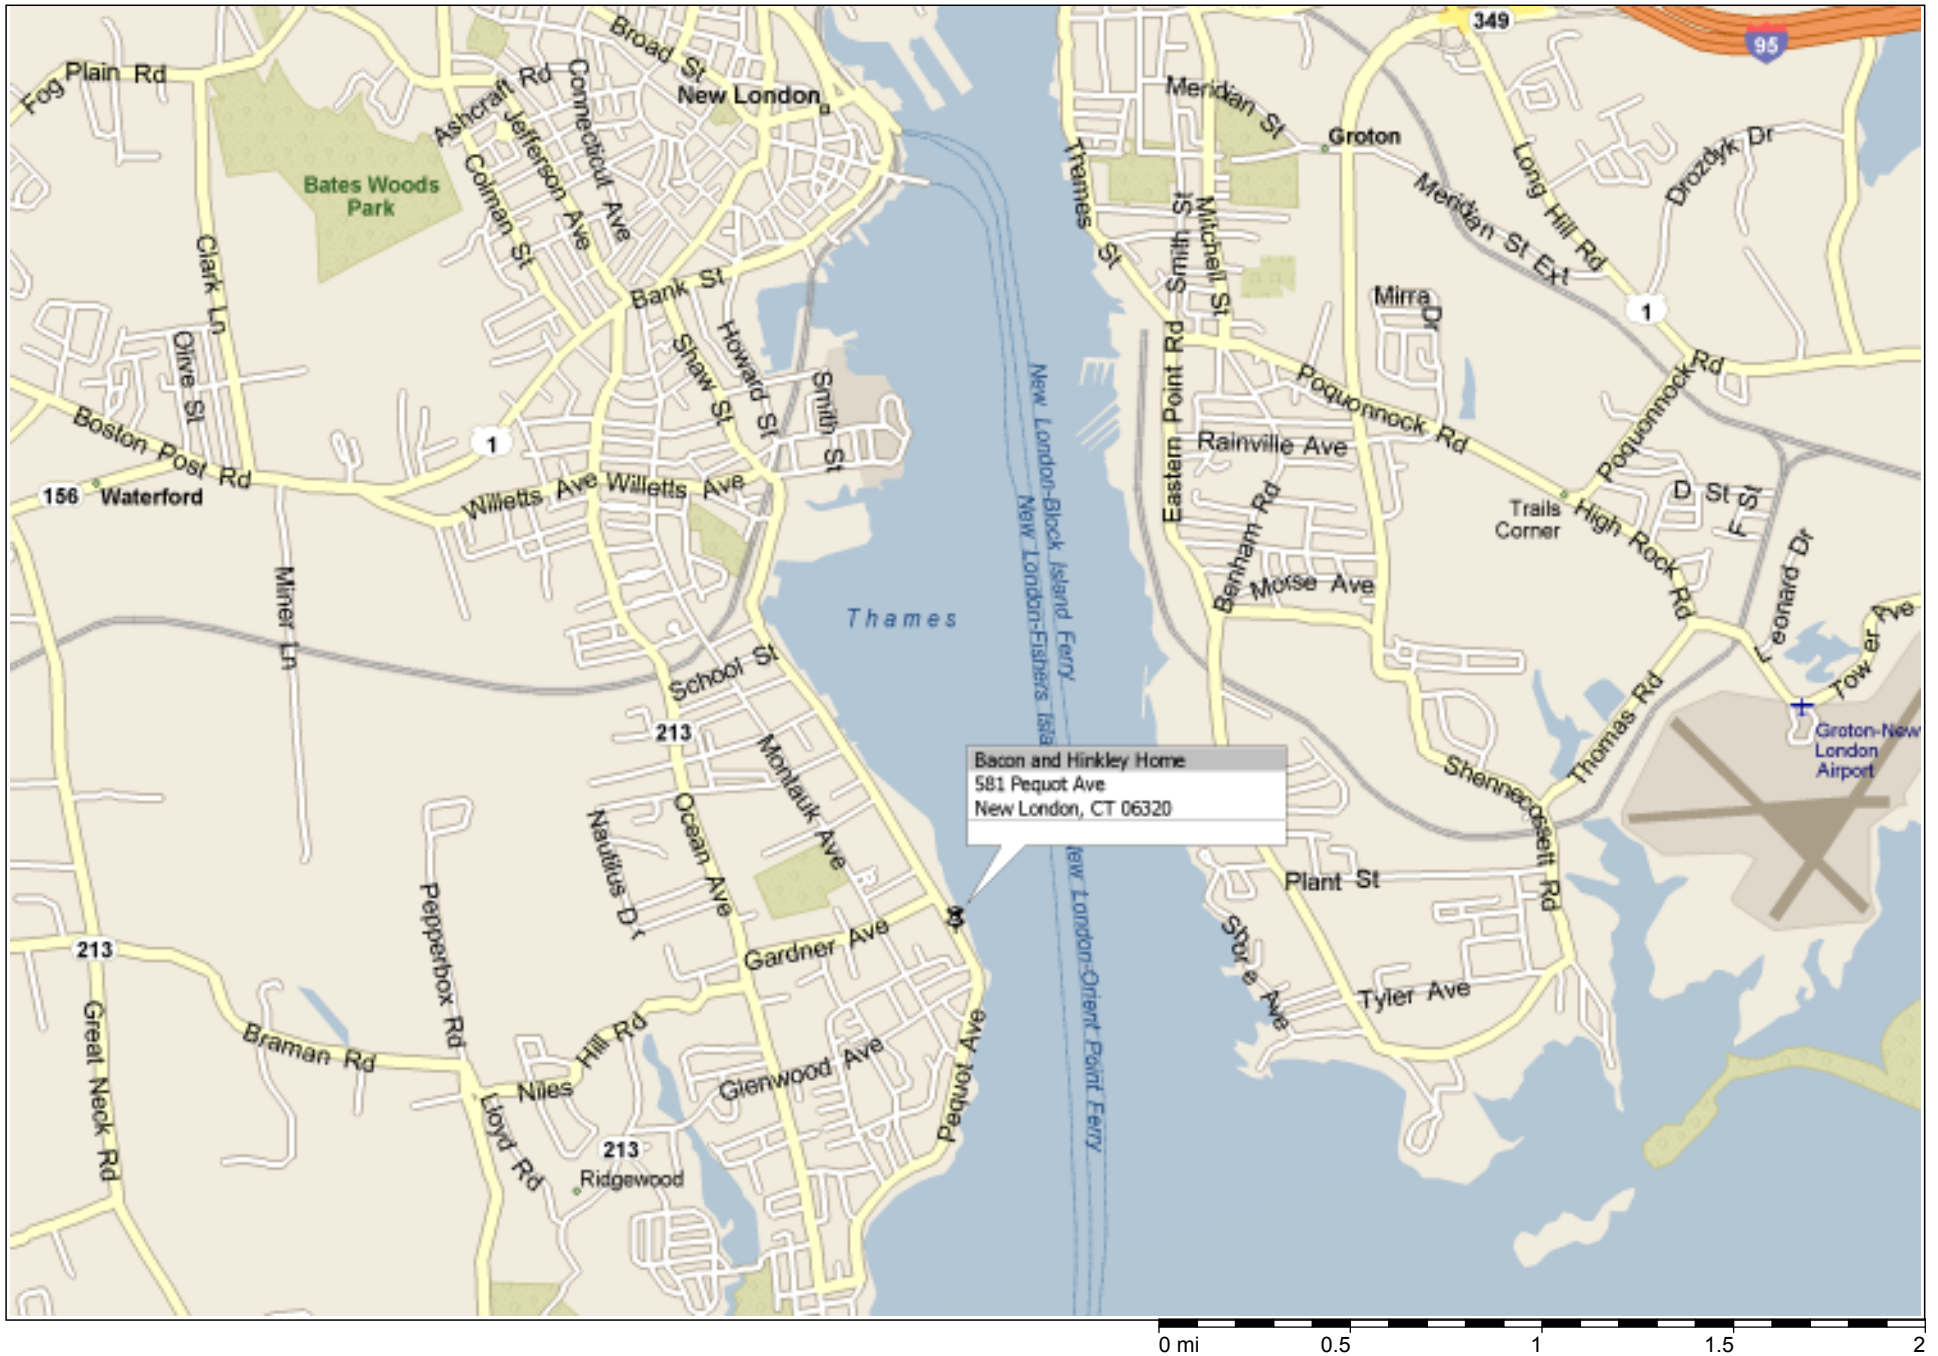 349
95
Broad St
Fog Plain Rd
Ashcraft Rd
Connecticut Ave
New London
Meridian St
Groton
Jefferson Ave
Drozdyk Dr
Thames St
Long Hill Rd
Colman St
Bates Woods
Park
Smith St
Mitchell St
Meridian St Ext
Clark Ln
Bank St
Mirra Dr
1
Howard St
Shaw St
Olive St
Eastern Point Rd
Poquonnock Rd
Poquonnock Rd
New London-Block Island Ferry
Smith St
Boston Post Rd
1
Rainville Ave
156
Waterford
Willetts Ave
Willetts Ave
D St
F St
Trails
Corner
High Rock Rd
New London-Fishers Isla
Benham Rd
Morse Ave
Leonard Dr
Tower Ave
Miner Ln
Thames
School St
213
Thomas Rd
Groton-New
London
Airport
Montauk Ave
Bacon and Hinkley Home
581 Pequot Ave
New London, CT 06320
Shennecossett Rd
Nautilus Dr
Ocean Ave
Plant St
Pepperbox Rd
ew London-Orient Point Ferry
Shore Ave
Gardner Ave
213
Tyler Ave
Great Neck Rd
Braman Rd
Niles Hill Rd
Glenwood Ave
Pequot Ave
Lloyd Rd
213
Ridgewood
0 mi 0.5 1 1.5 2